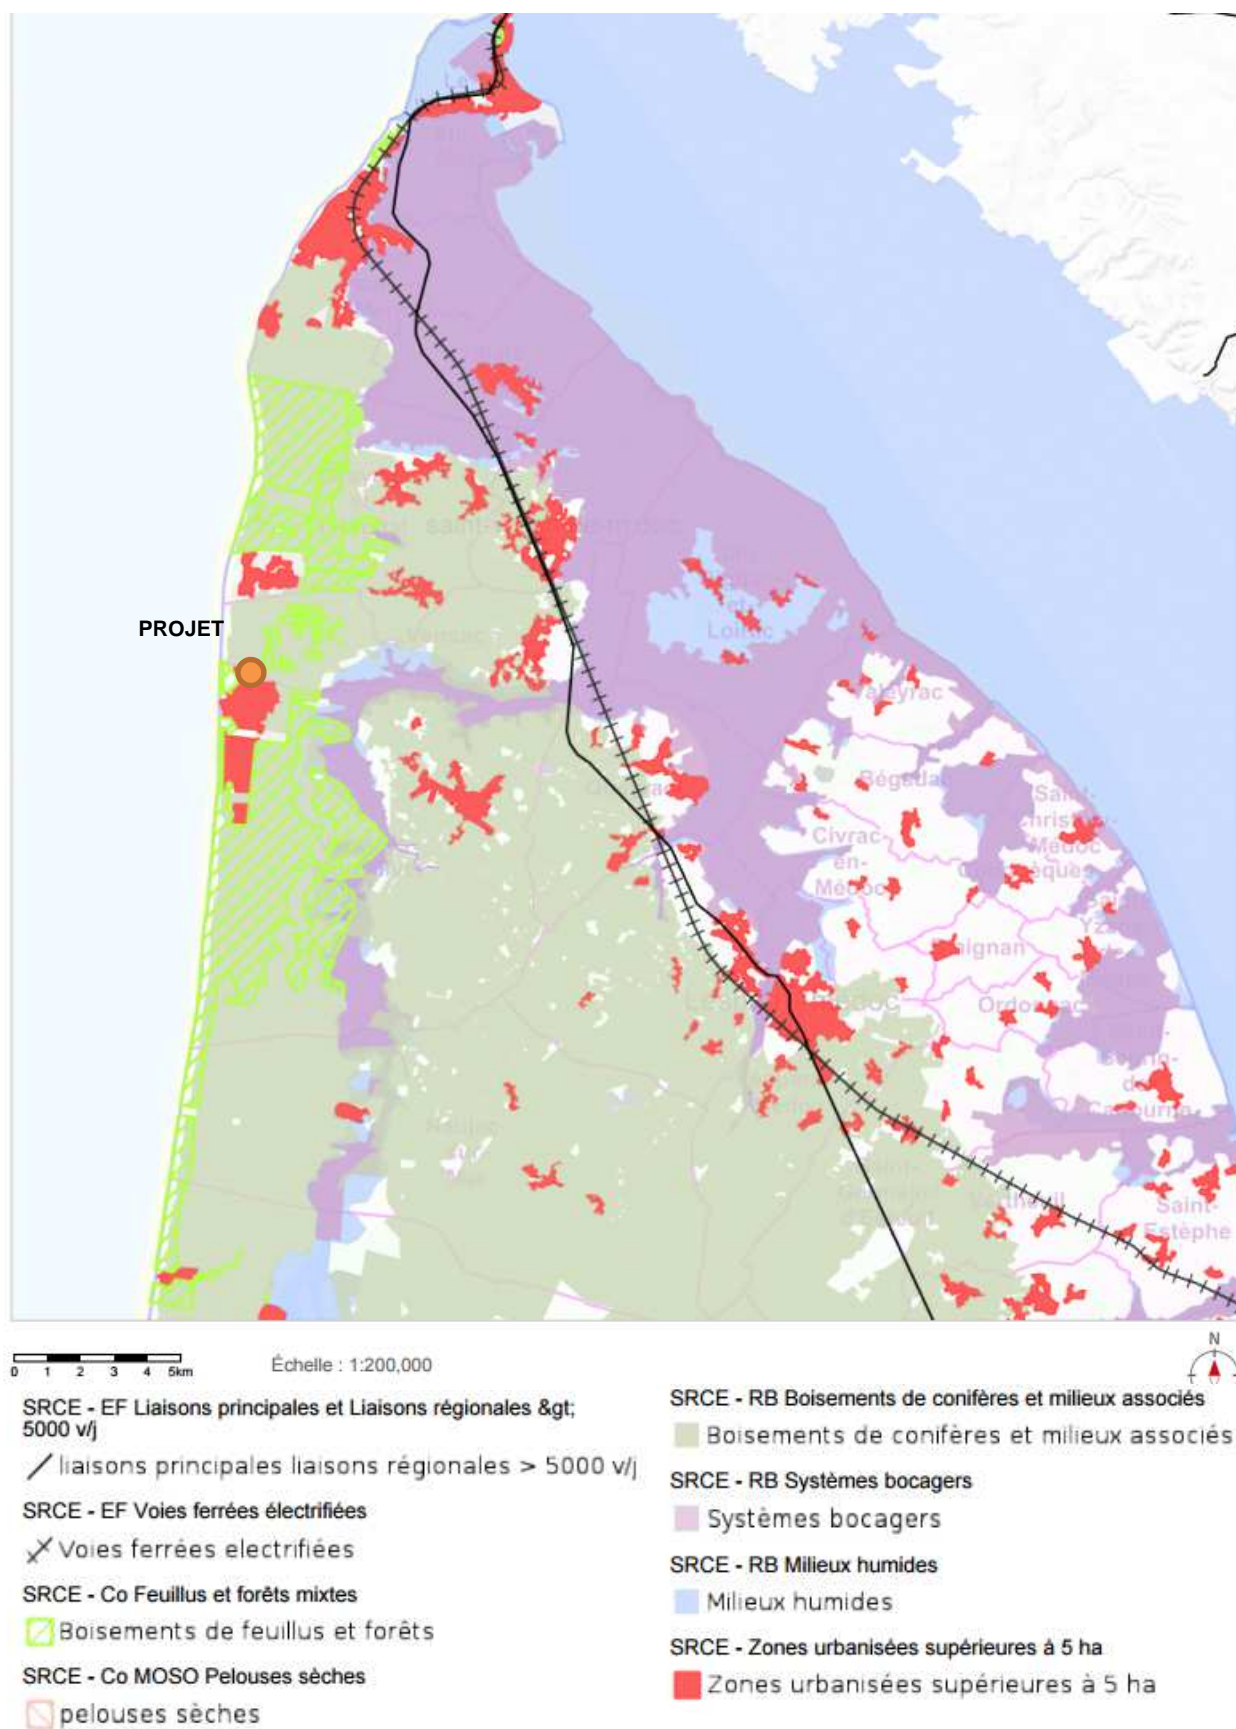 PROJET
Vensac
Loirac
Valeyrac
Civrac
en-
Médoc
Ordonnac
Saint-
Estèphe
0 1 2 3 4 5km
Échelle : 1:200,000
N
SRCE - EF Liaisons principales et Liaisons régionales &gt;
5000 v/j
liaisons principales liaisons régionales > 5000 v/j
SRCE - EF Voies ferrées électrifiées
Voies ferrées electrifiées
SRCE - Co Feuillus et forêts mixtes
Boisements de feuillus et forêts
SRCE - Co MOSO Pelouses sèches
pelouses sèches
SRCE - RB Boisements de conifères et milieux associés
Boisements de conifères et milieux associés
SRCE - RB Systèmes bocagers
Systèmes bocagers
SRCE - RB Milieux humides
Milieux humides
SRCE - Zones urbanisées supérieures à 5 ha
Zones urbanisées supérieures à 5 ha